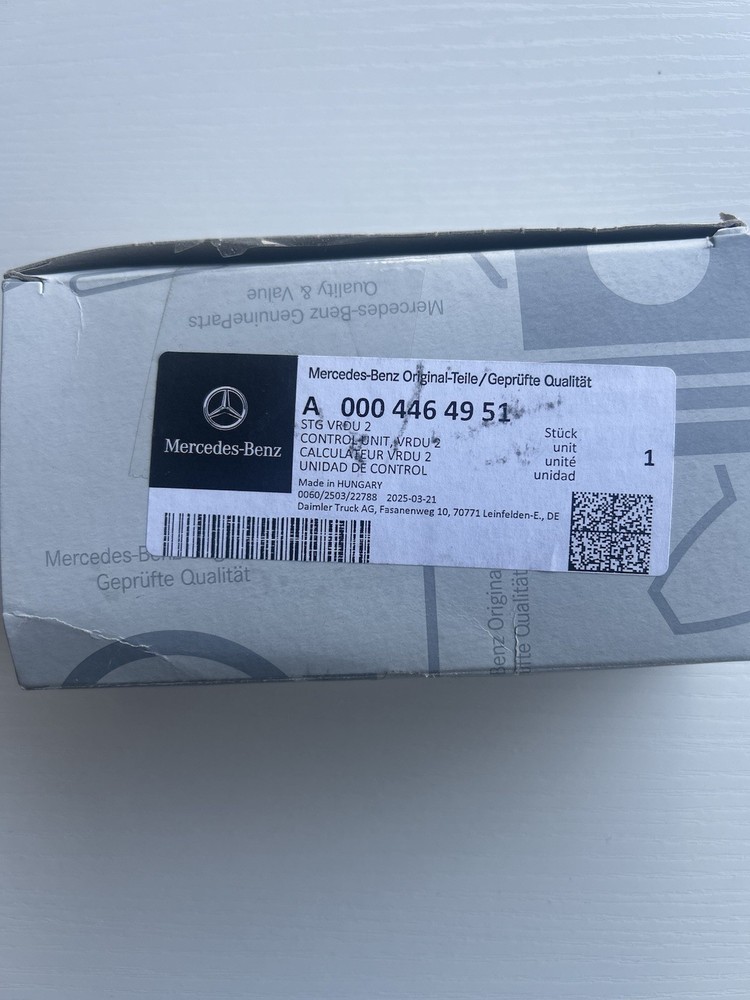 Mercedes-Benz GenuineParts
Quality & Value
Mercedes-Benz
Mercedes-Benz Original-Teile/Geprüfte Qualität
A 000 446 49 51
STG VRDU 2
CONTROL UNIT, VRDU 2
CALCULATEUR VRDU 2
UNIDAD DE CONTROL
Stück
unit
unité
unidad
1
Made in HUNGARY
0060/2503/22788 2025-03-21
Daimler Truck AG, Fasanenweg 10, 70771 Leinfelden-E., DE
Geprüfte Qualität